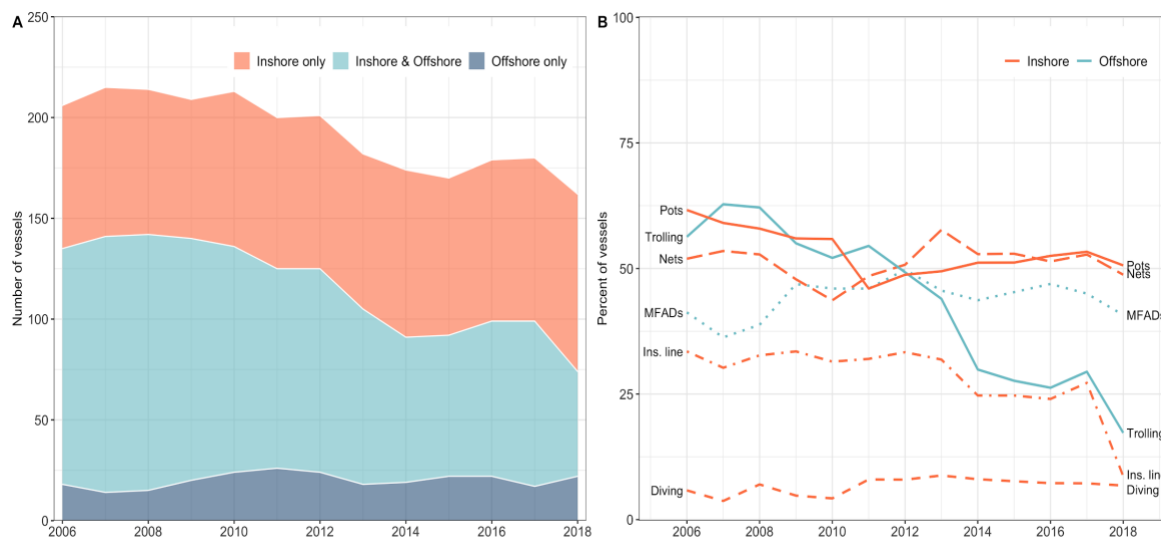 A
250
Inshore only
Inshore & Offshore
Offshore only
200
150
100
50
0
Number of vessels
2006
2008
2010
2012
2014
2016
2018
B
100
Inshore
Offshore
75
50
25
0
Percent of vessels
Pots
Trolling
Nets
MFADs
Ins. line
Diving
Pots
Nets
MFADs
Trolling
Ins. line
Diving
2006
2008
2010
2012
2014
2016
2018